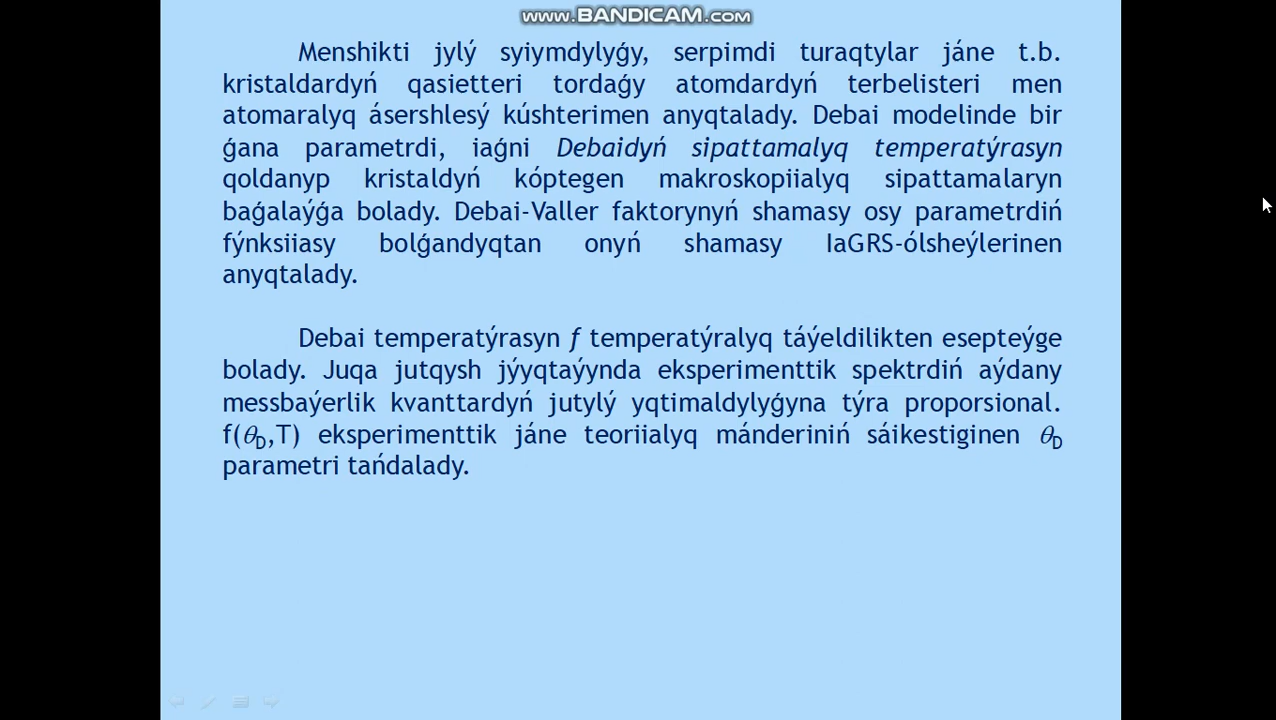 www.BANDICAM.com
Menshikti jylý syiymdylyǵy, serpimdi turaqtylar jáne t.b.
kristaldardyń qasietteri tordaǵy atomdardyń terbelisteri men
atomaralyq ásershlesý kúshterimen anyqtalady. Debai modelinde bir
ǵana parametrdi, iaǵni Debaidyń sipattamalyq temperatýrasyn
qoldanyp kristaldyń kóptegen makroskopiialyq sipattamalaryn
baǵalaýǵa bolady. Debai-Valler faktorynyń shamasy osy parametrdiń
fýnksiiasy bolǵandyqtan onyń shamasy IaGRS-ólsheýlerinen
anyqtalady.
Debai temperatýrasyn f temperatýralyq táýeldilikten esepteýge
bolady. Juqa jutqysh jýyqtaýynda eksperimenttik spektrdiń aýdany
messbaýerlik kvanttardyń jutylý yqtimaldylyǵyna týra proporsional.
f(θD,T) eksperimenttik jáne teoriialyq mánderiniń sáikestiginen θD
parametri tańdalady.